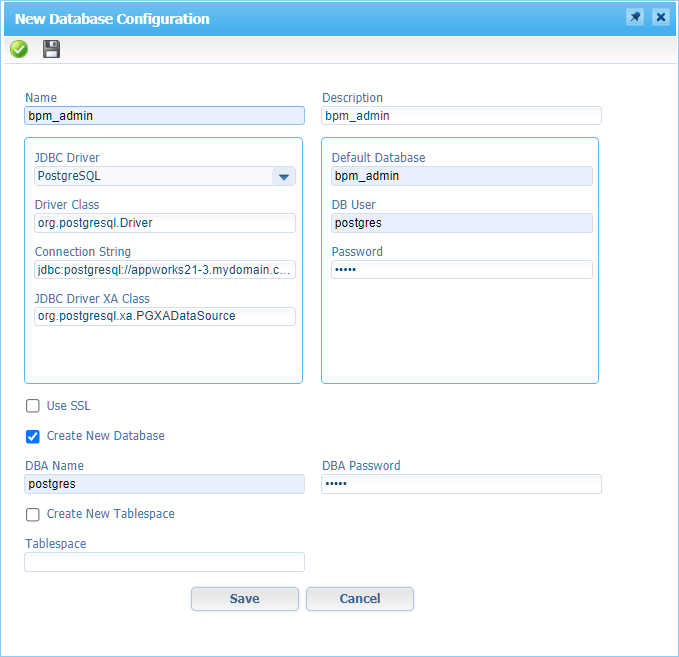 New Database Configuration
Name
bpm_admin
Description
bpm_admin
JDBC Driver
PostgreSQL
Driver Class
org.postgresql.Driver
Connection String
jdbc:postgresql://appworks21-3.mydomain.c...
JDBC Driver XA Class
org.postgresql.xa.PGXADataSource
Default Database
bpm_admin
DB User
postgres
Password
•••••
Use SSL
Create New Database
DBA Name
postgres
DBA Password
•••••
Create New Tablespace
Tablespace
Save
Cancel